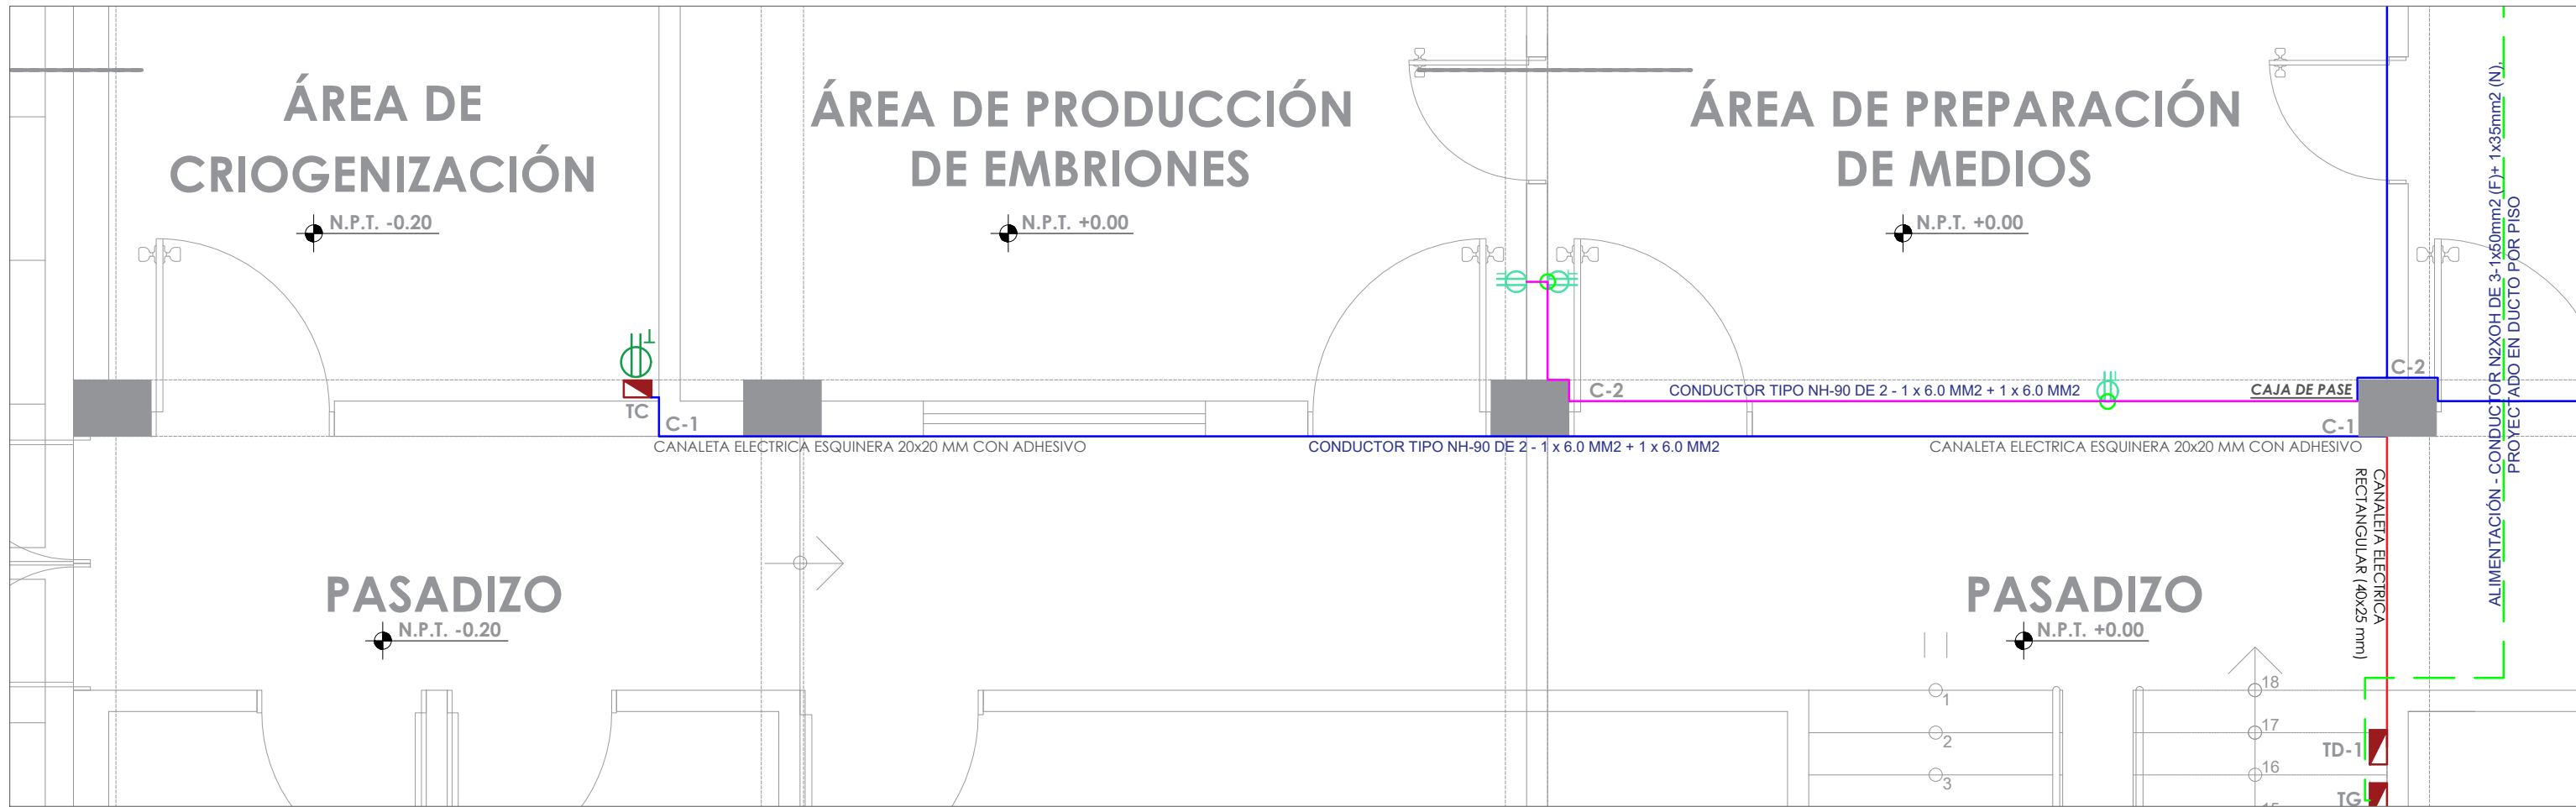 ÁREA DE
CRIOGENIZACIÓN
N.P.T. -0.20
ÁREA DE PRODUCCIÓN
DE EMBRIONES
N.P.T. +0.00
ÁREA DE PREPARACIÓN
DE MEDIOS
N.P.T. +0.00
ALIMENTACIÓN - CONDUCTOR N2XOH DE 3-1x50mm2 (F)+ 1x35mm2 (N),
PROYECTADO EN DUCTO POR PISO
TC
C-1
C-2
CONDUCTOR TIPO NH-90 DE 2 - 1 x 6.0 MM2 + 1 x 6.0 MM2
CAJA DE PASE
C-2
C-1
CANALETA ELECTRICA ESQUINERA 20x20 MM CON ADHESIVO
CONDUCTOR TIPO NH-90 DE 2 - 1 x 6.0 MM2 + 1 x 6.0 MM2
CANALETA ELECTRICA ESQUINERA 20x20 MM CON ADHESIVO
CANALETA ELECTRICA
RECTANGULAR (40x25 mm)
PASADIZO
N.P.T. -0.20
PASADIZO
N.P.T. +0.00
1
2
3
18
17
16
TD-1
TG